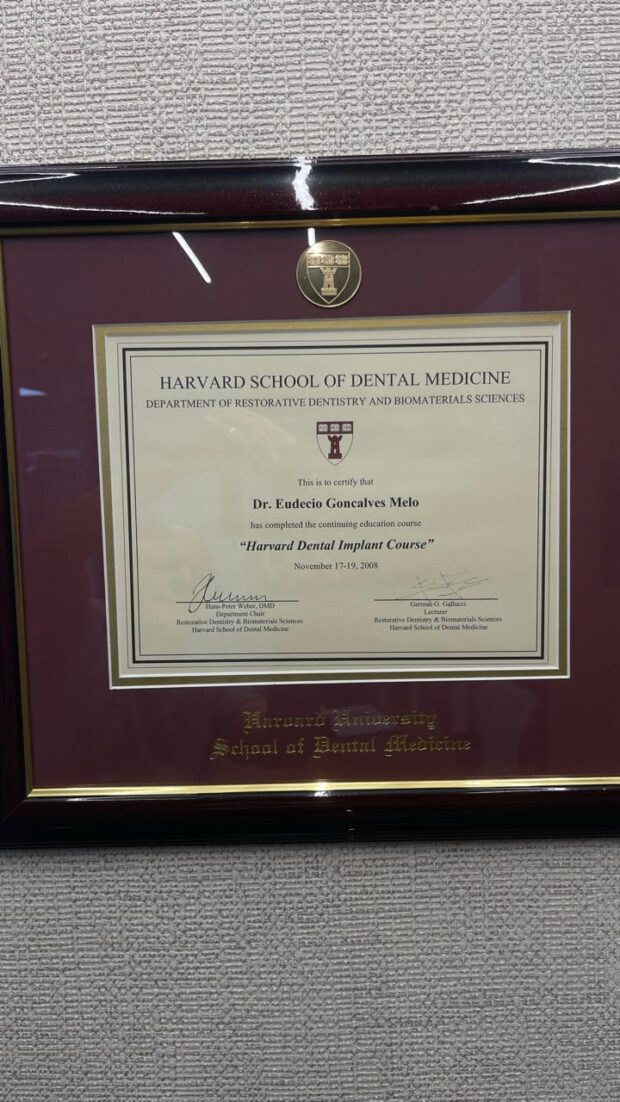 HARVARD SCHOOL OF DENTAL MEDICINE
DEPARTMENT OF RESTORATIVE DENTISTRY AND BIOMATERIALS SCIENCES
This is to certify that
Dr. Eudecio Goncalves Melo
has completed the continuing education course
“Harvard Dental Implant Course”
November 17-19, 2008
Hans-Peter Weber, DMD
Department Chair
Restorative Dentistry & Biomaterials Sciences
Harvard School of Dental Medicine
German O. Gallucci
Lecturer
Restorative Dentistry & Biomaterials Sciences
Harvard School of Dental Medicine
Harvard University
School of Dental Medicine